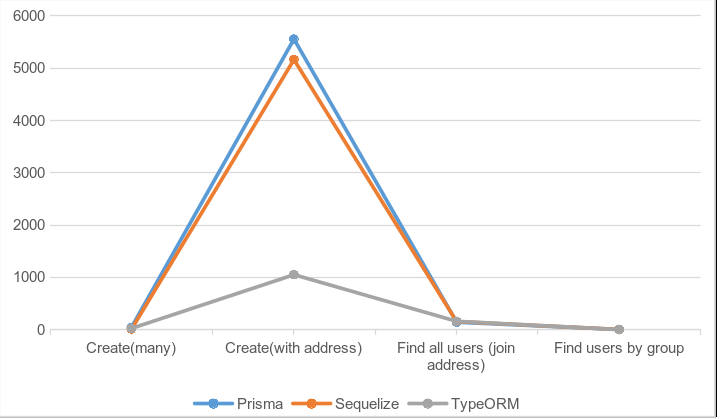 6000
5000
4000
3000
2000
1000
0
Create(many)
Create(with address)
Find all users (join
address)
Find users by group
Prisma
Sequelize
TypeORM